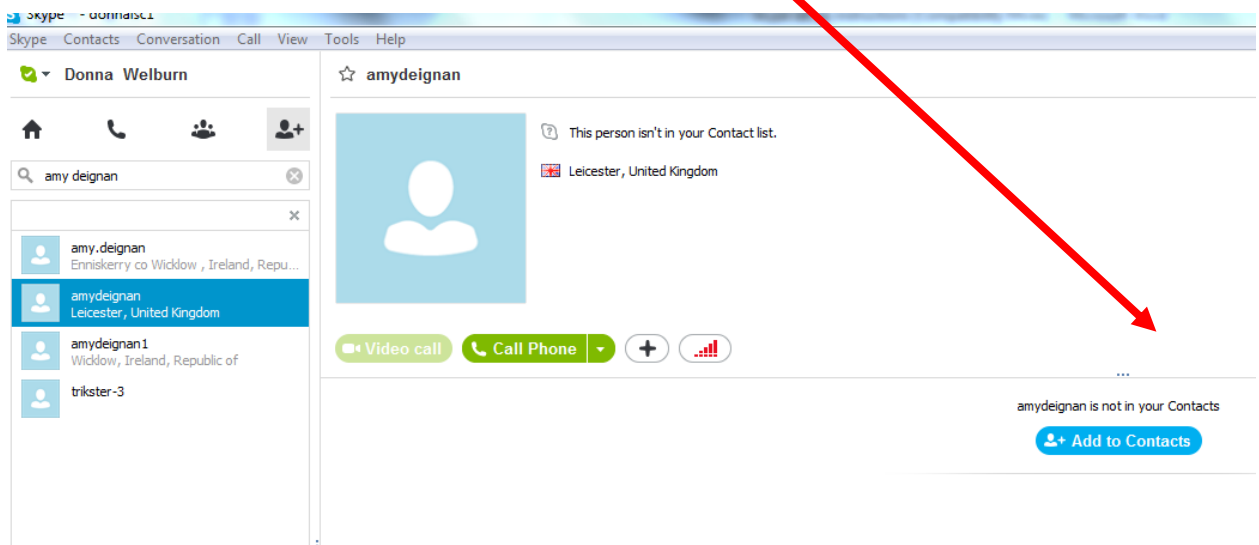 Skype - donnalsc1
Skype Contacts Conversation Call View Tools Help
Donna Welburn
amydeignan
This person isn't in your Contact list.
Leicester, United Kingdom
amy deignan
amy.deignan
Enniskerry co Wicklow , Ireland, Repu...
amydeignan
Leicester, United Kingdom
amydeignan1
Wicklow, Ireland, Republic of
trikster-3
Video call
Call Phone
amydeignan is not in your Contacts
Add to Contacts